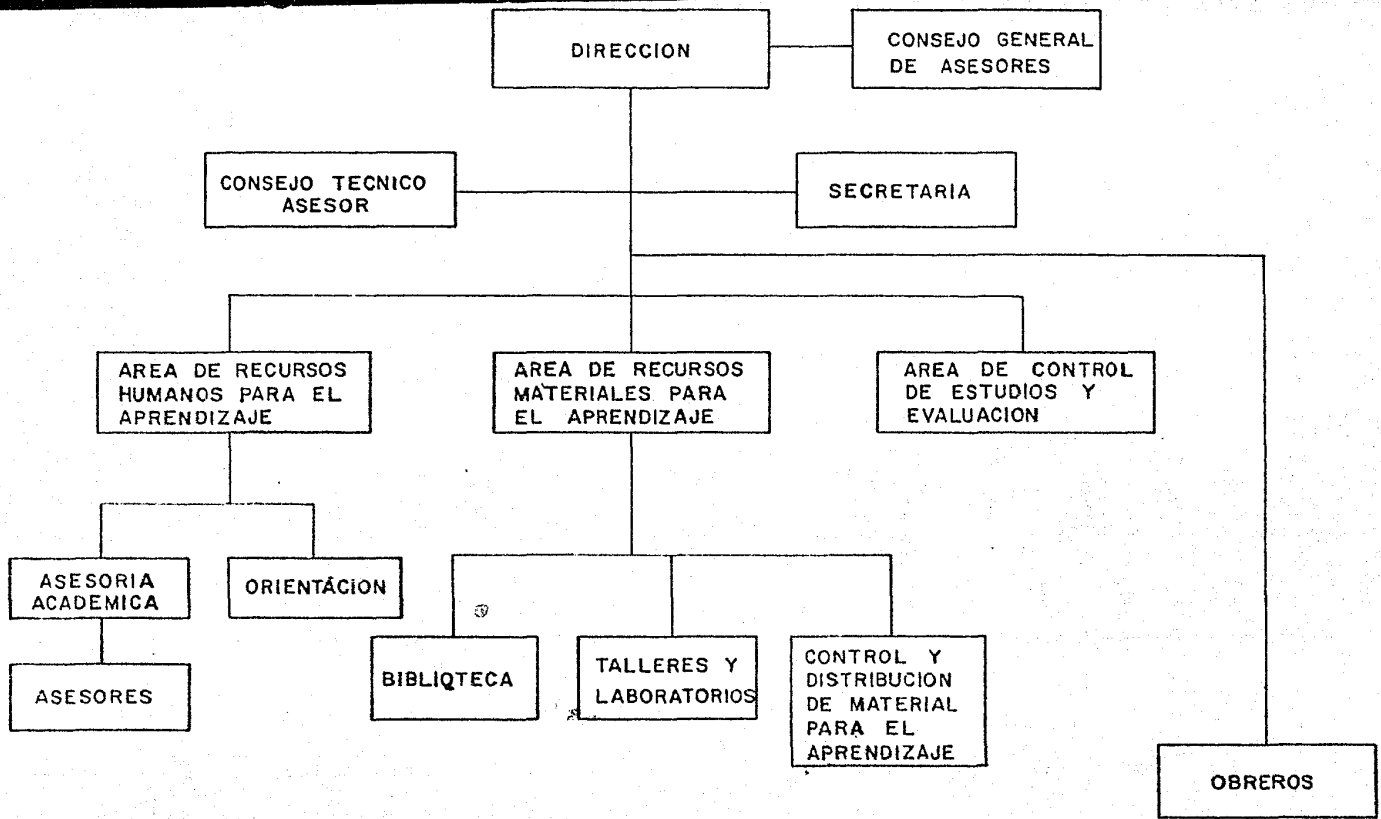 DIRECCION
CONSEJO GENERAL
DE ASESORES
CONSEJO TECNICO
ASESOR
SECRETARIA
AREA DE RECURSOS
HUMANOS PARA EL
APRENDIZAJE
AREA DE RECURSOS
MATERIALES PARA
EL APRENDIZAJE
AREA DE CONTROL
DE ESTUDIOS Y
EVALUACION
ASESORIA
ACADEMICA
ORIENTÁCION
ASESORES
BIBLIOTECA
TALLERES Y
LABORATORIOS
CONTROL Y
DISTRIBUCION
DE MATERIAL
PARA EL
APRENDIZAJE
OBREROS